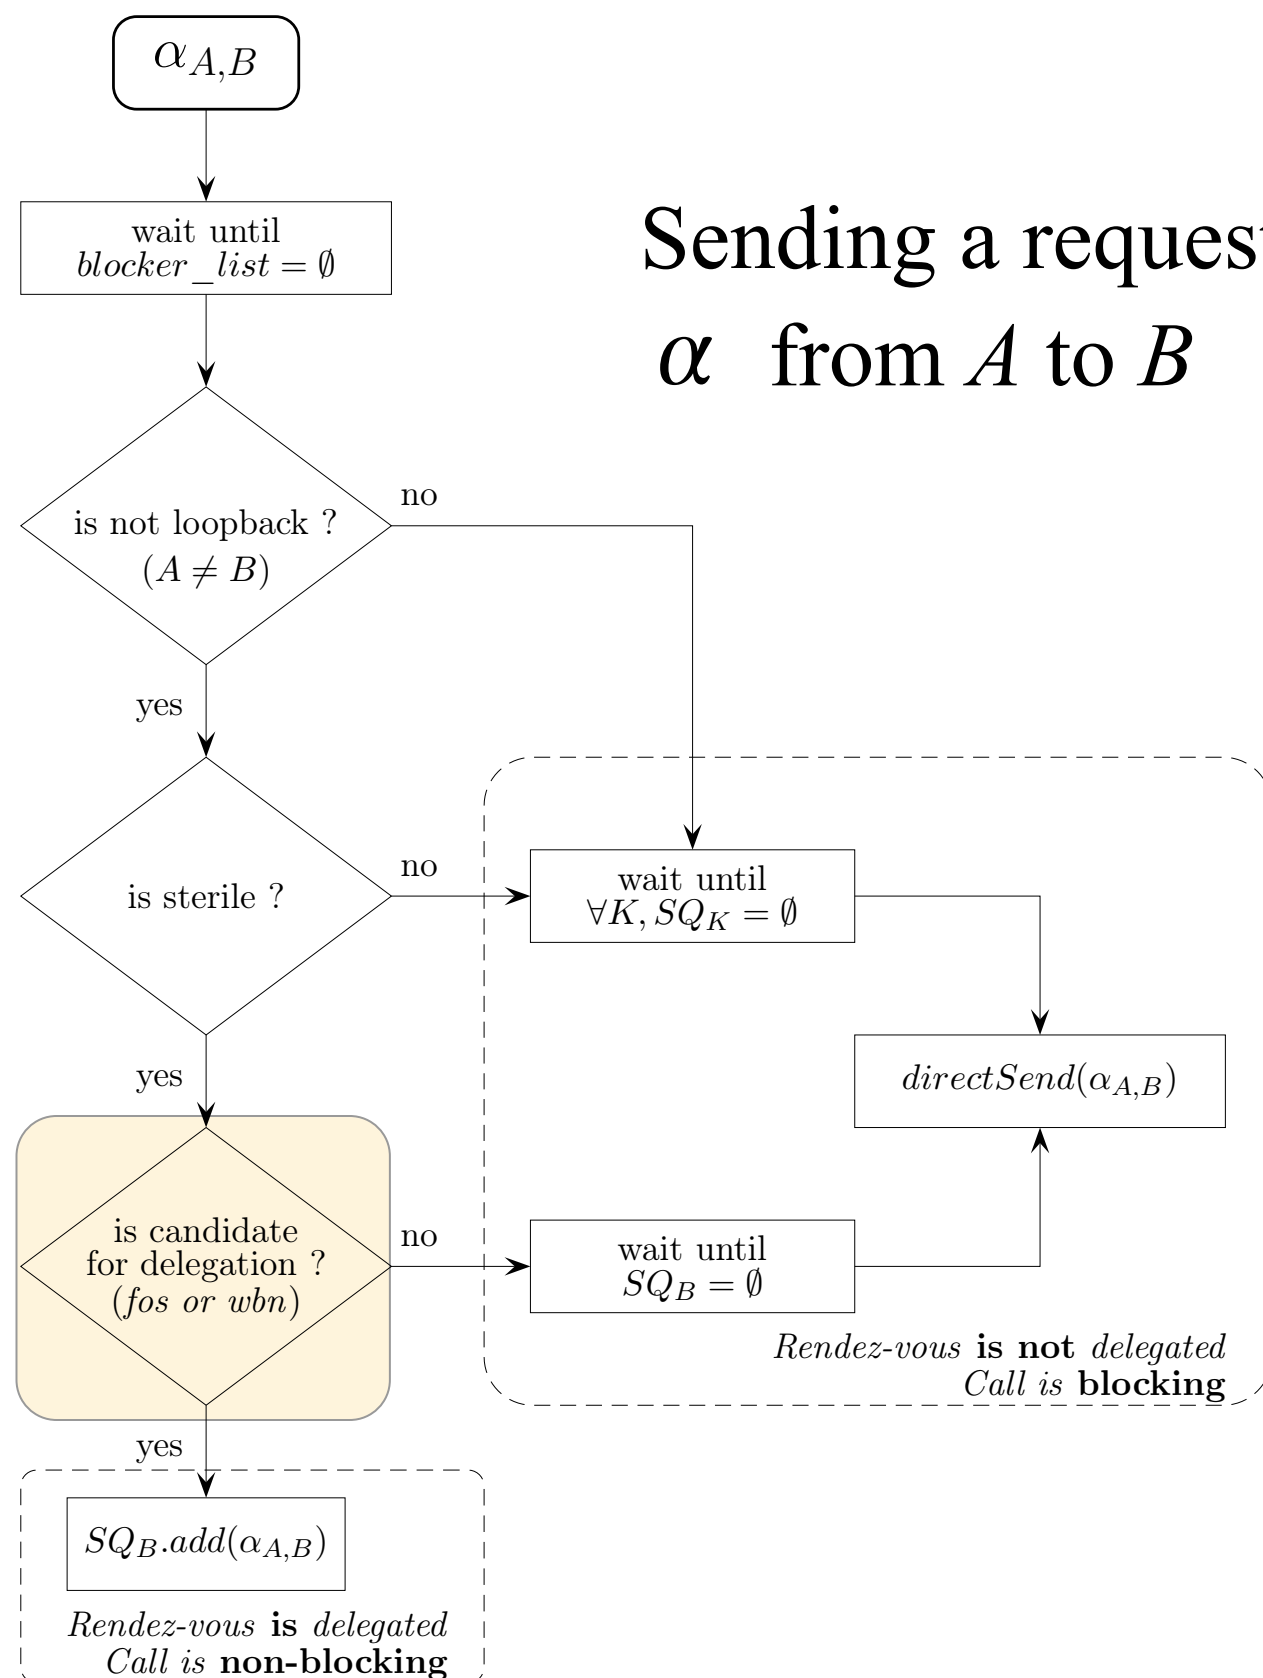 α_{A,B}
wait until
blocker_list = ∅
Sending a request
α from A to B
no
is not loopback ?
(A ≠ B)
yes
no
is sterile ?
wait until
∀K, SQ_K = ∅
yes
directSend(α_{A,B})
is candidate
for delegation ?
(fos or wbn)
no
wait until
SQ_B = ∅
Rendez-vous is not delegated
Call is blocking
yes
SQ_B.add(α_{A,B})
Rendez-vous is delegated
Call is non-blocking